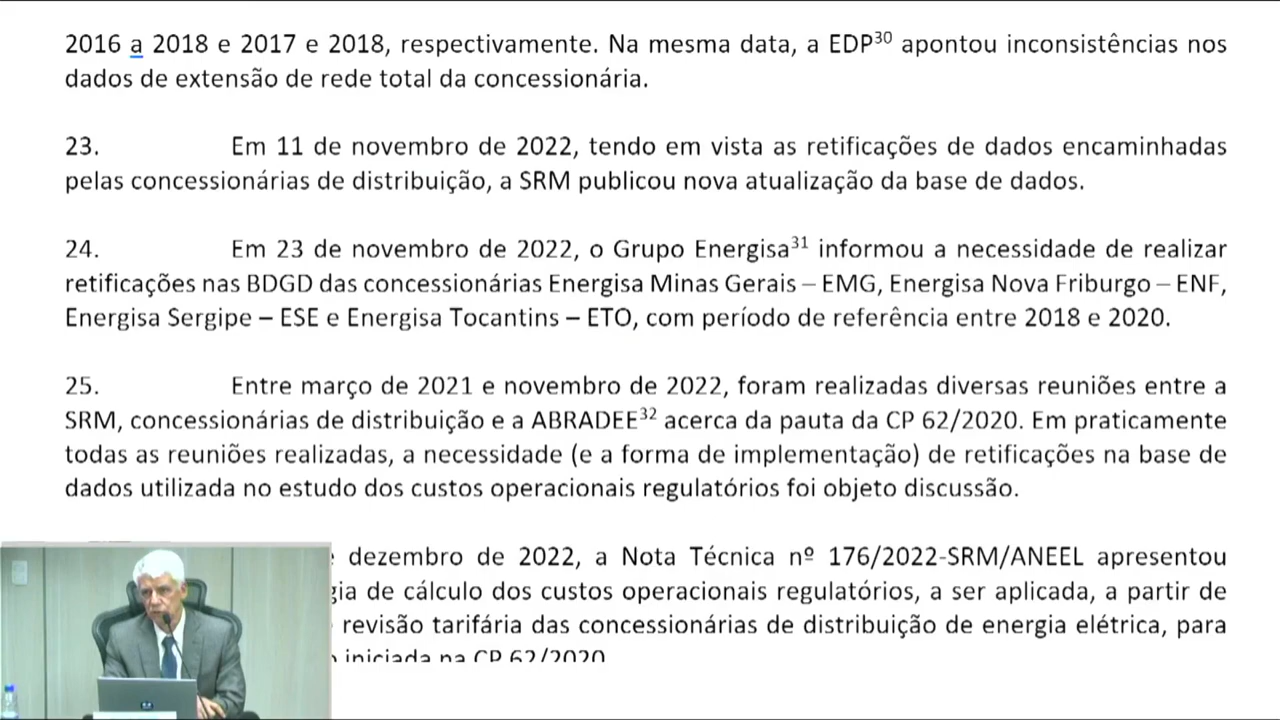 2016 a 2018 e 2017 e 2018, respectivamente. Na mesma data, a EDP³⁰ apontou inconsistências nos
dados de extensão de rede total da concessionária.
23. Em 11 de novembro de 2022, tendo em vista as retificações de dados encaminhadas
pelas concessionárias de distribuição, a SRM publicou nova atualização da base de dados.
24. Em 23 de novembro de 2022, o Grupo Energisa³¹ informou a necessidade de realizar
retificações nas BDGD das concessionárias Energisa Minas Gerais – EMG, Energisa Nova Friburgo – ENF,
Energisa Sergipe – ESE e Energisa Tocantins – ETO, com período de referência entre 2018 e 2020.
25. Entre março de 2021 e novembro de 2022, foram realizadas diversas reuniões entre a
SRM, concessionárias de distribuição e a ABRADEE³² acerca da pauta da CP 62/2020. Em praticamente
todas as reuniões realizadas, a necessidade (e a forma de implementação) de retificações na base de
dados utilizada no estudo dos custos operacionais regulatórios foi objeto discussão.
dezembro de 2022, a Nota Técnica nº 176/2022-SRM/ANEEL apresentou
gia de cálculo dos custos operacionais regulatórios, a ser aplicada, a partir de
revisão tarifária das concessionárias de distribuição de energia elétrica, para
iniciada na CP 62/2020